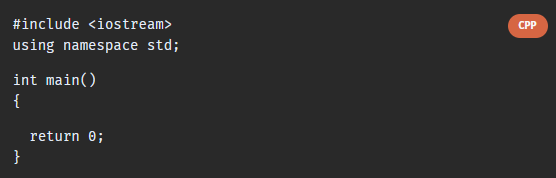 #include <iostream>
CPP
using namespace std;
int main()
{
return 0;
}